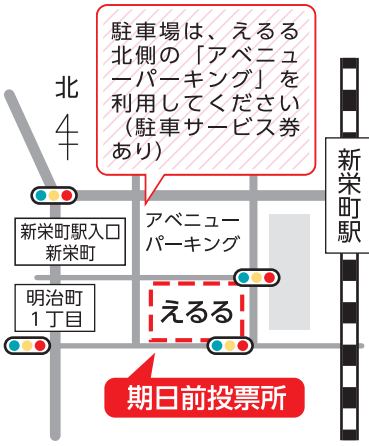 駐車場は、えるる
北側の「アベニュ
ーパーキング」を
利用してください
（駐車サービス券
あり）
北
新栄町駅
アベニュー
パーキング
新栄町駅入口
新栄町
明治町
1丁目
えるる
期日前投票所